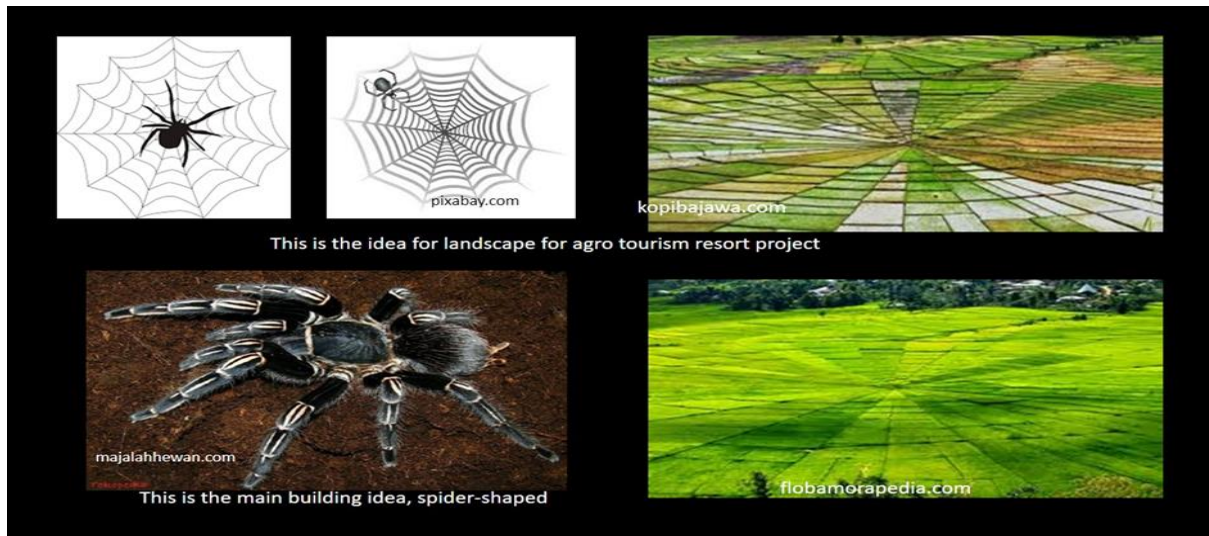 pixabay.com
kopibajawa.com
This is the idea for landscape for agro tourism resort project
majalahhewan.com
Tokopedia
This is the main building idea, spider-shaped
flobamorapedia.com